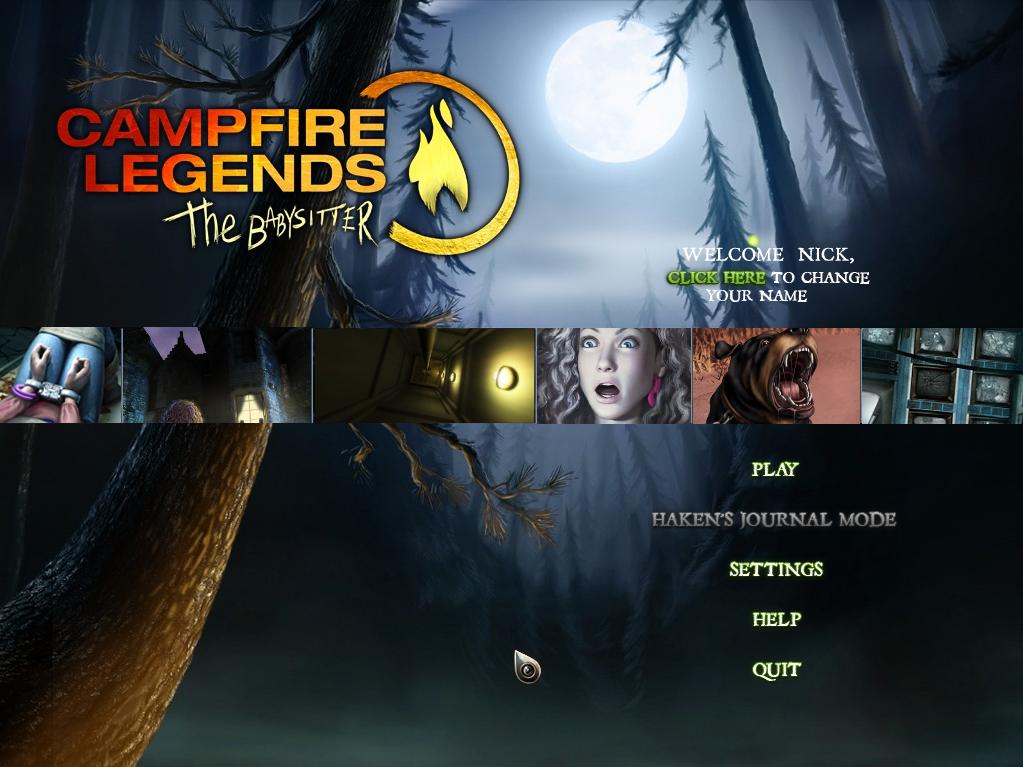 CAMPFIRE
LEGENDS
The BABYSITTER
WELCOME NICK,
CLICK HERE TO CHANGE
YOUR NAME
PLAY
HAKEN'S JOURNAL MODE
SETTINGS
HELP
QUIT